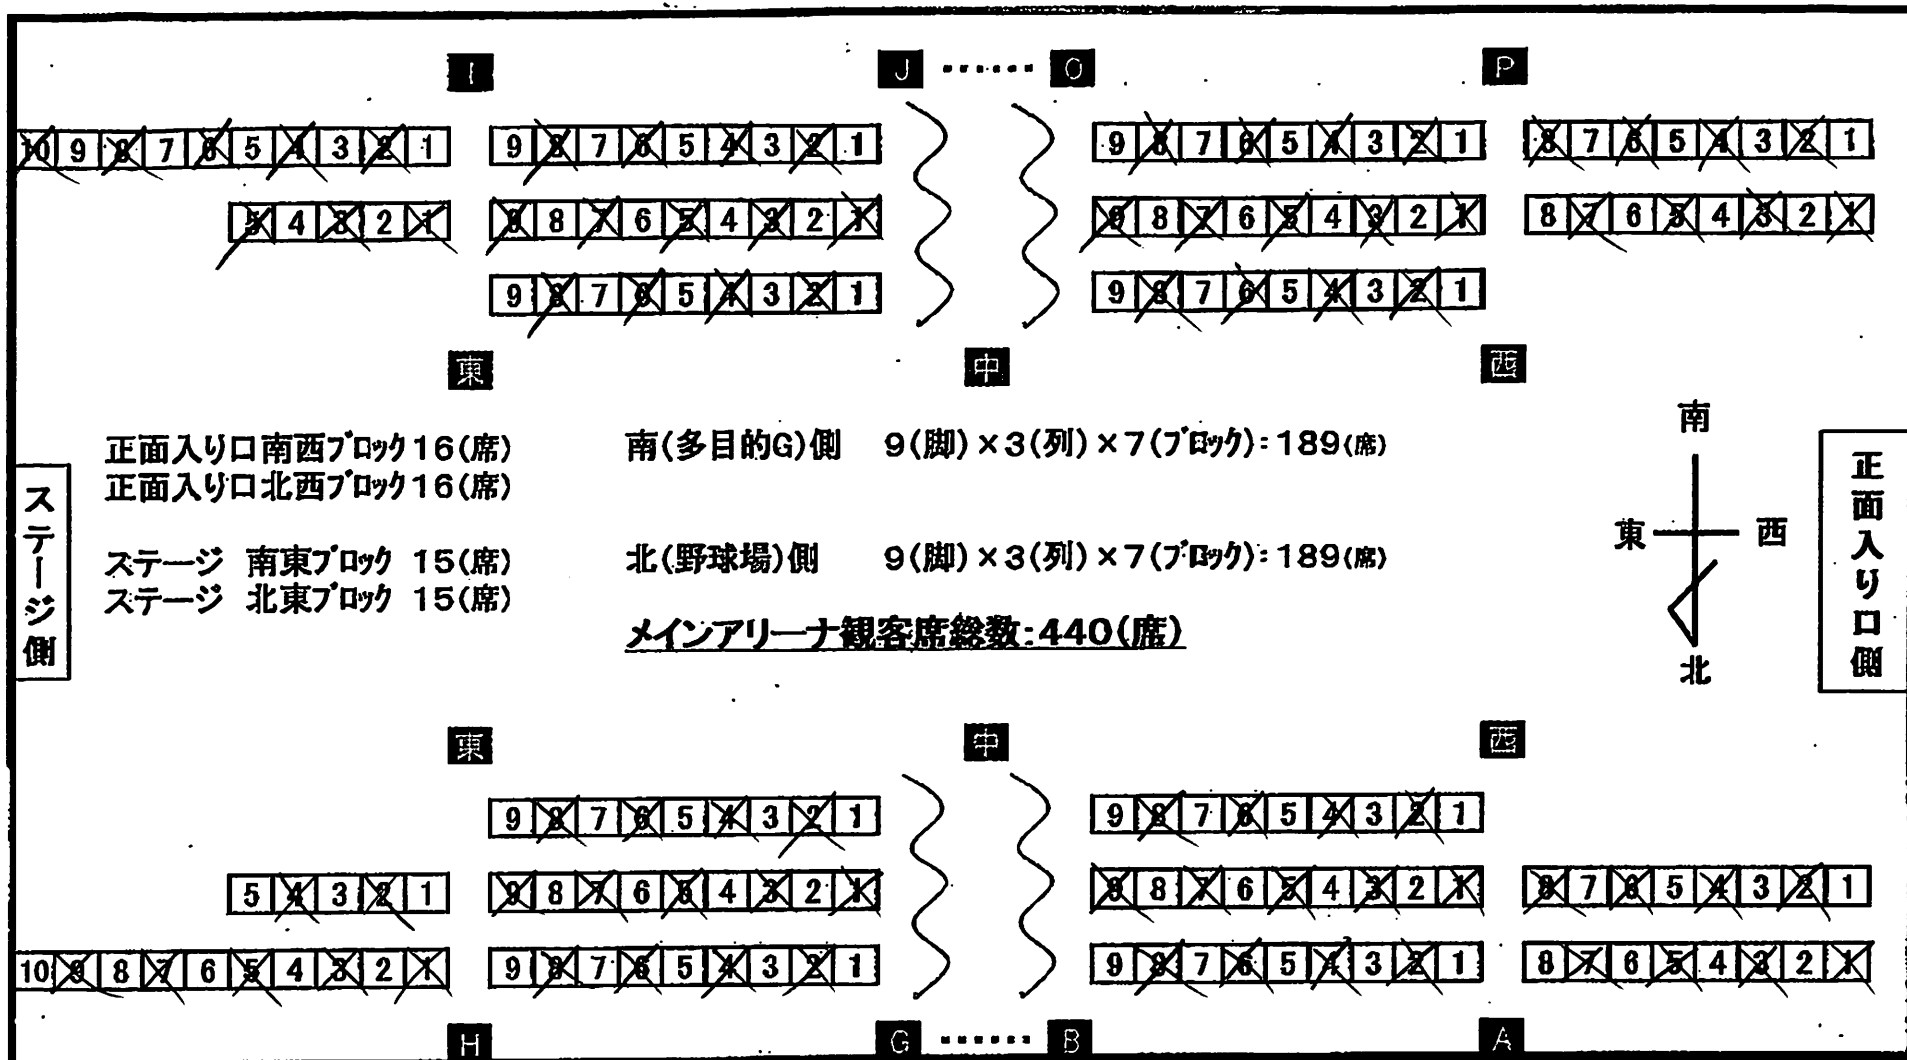 I J ‥‥‥ O P
10 9 8 7 6 5 4 3 2 1 9 8 7 6 5 4 3 2 1 9 8 7 6 5 4 3 2 1 8 7 6 5 4 3 2 1
5 4 3 2 1 9 8 7 6 5 4 3 2 1 9 8 7 6 5 4 3 2 1 8 7 6 5 4 3 2 1
9 8 7 6 5 4 3 2 1 9 8 7 6 5 4 3 2 1
東 中 西
正面入り口南西ブロック16(席)
正面入り口北西ブロック16(席)
ステージ 南東ブロック 15(席)
ステージ 北東ブロック 15(席)
南(多目的G)側 9(脚)×3(列)×7(ブロック):189(席)
北(野球場)側 9(脚)×3(列)×7(ブロック):189(席)
メインアリーナ観客席総数:440(席)
ステージ側
南
東 西
北
正面入り口側
東 中 西
9 8 7 6 5 4 3 2 1 9 8 7 6 5 4 3 2 1
5 4 3 2 1 9 8 7 6 5 4 3 2 1 9 8 7 6 5 4 3 2 1 8 7 6 5 4 3 2 1
10 9 8 7 6 5 4 3 2 1 9 8 7 6 5 4 3 2 1 9 8 7 6 5 4 3 2 1 8 7 6 5 4 3 2 1
H G ‥‥‥ B A